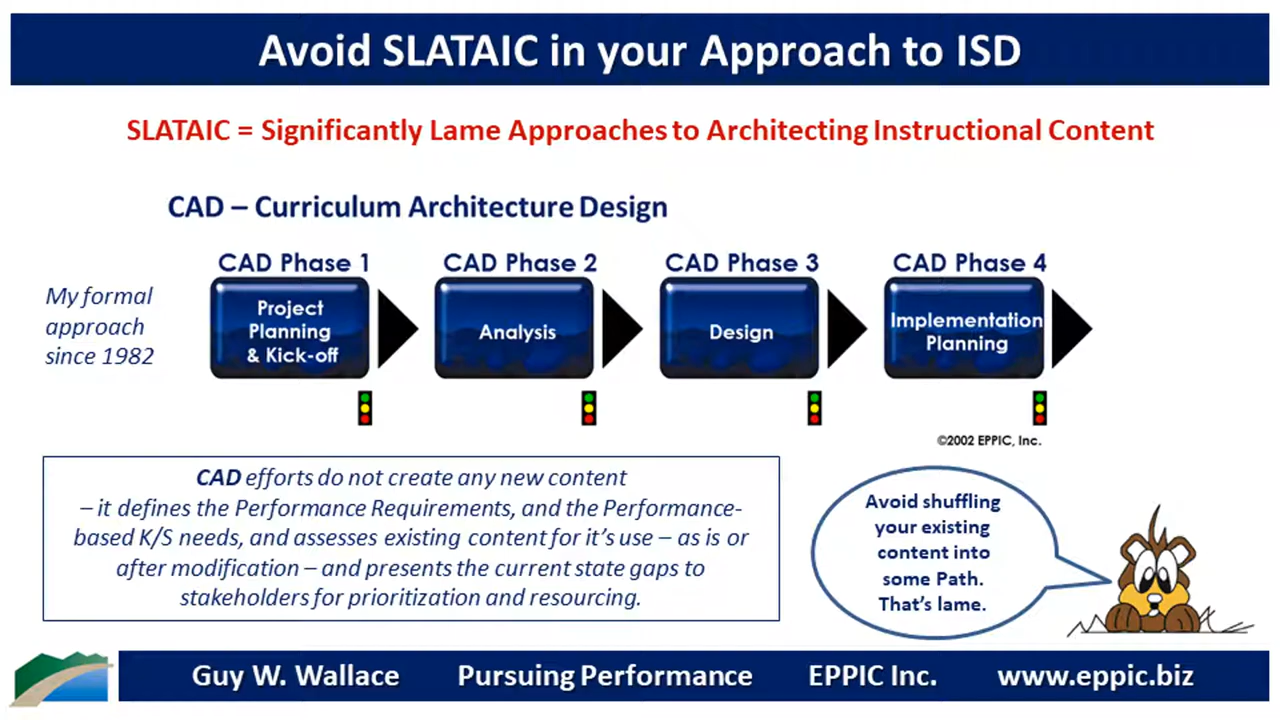 Avoid SLATAIC in your Approach to ISD
SLATAIC = Significantly Lame Approaches to Architecting Instructional Content
CAD – Curriculum Architecture Design
CAD Phase 1
CAD Phase 2
CAD Phase 3
CAD Phase 4
My formal
approach
since 1982
Project
Planning
& Kick-off
Analysis
Design
Implementation
Planning
©2002 EPPIC, Inc.
CAD efforts do not create any new content
– it defines the Performance Requirements, and the Performance-
based K/S needs, and assesses existing content for it's use – as is or
after modification – and presents the current state gaps to
stakeholders for prioritization and resourcing.
Avoid shuffling
your existing
content into
some Path.
That's lame.
Guy W. Wallace Pursuing Performance EPPIC Inc. www.eppic.biz